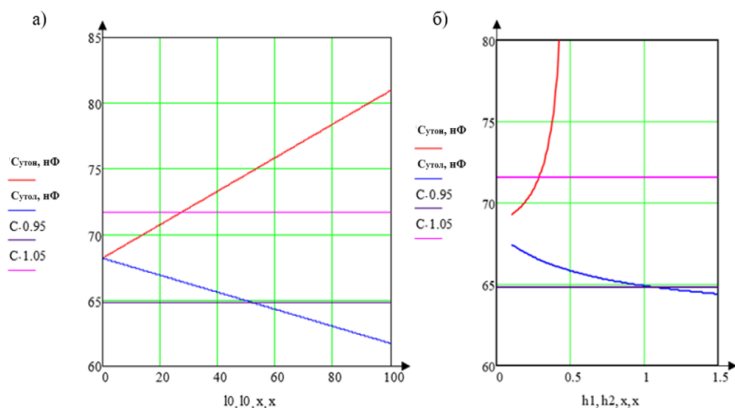 а)
85
80
75
70
65
60
Сутон, нФ
Сутол, нФ
C·0.95
C·1.05
0
20
40
60
80
100
l0, l0, x, x
б)
80
75
70
65
60
Сутон, нФ
Сутол, нФ
C·0.95
C·1.05
0
0.5
1
1.5
h1, h2, x, x